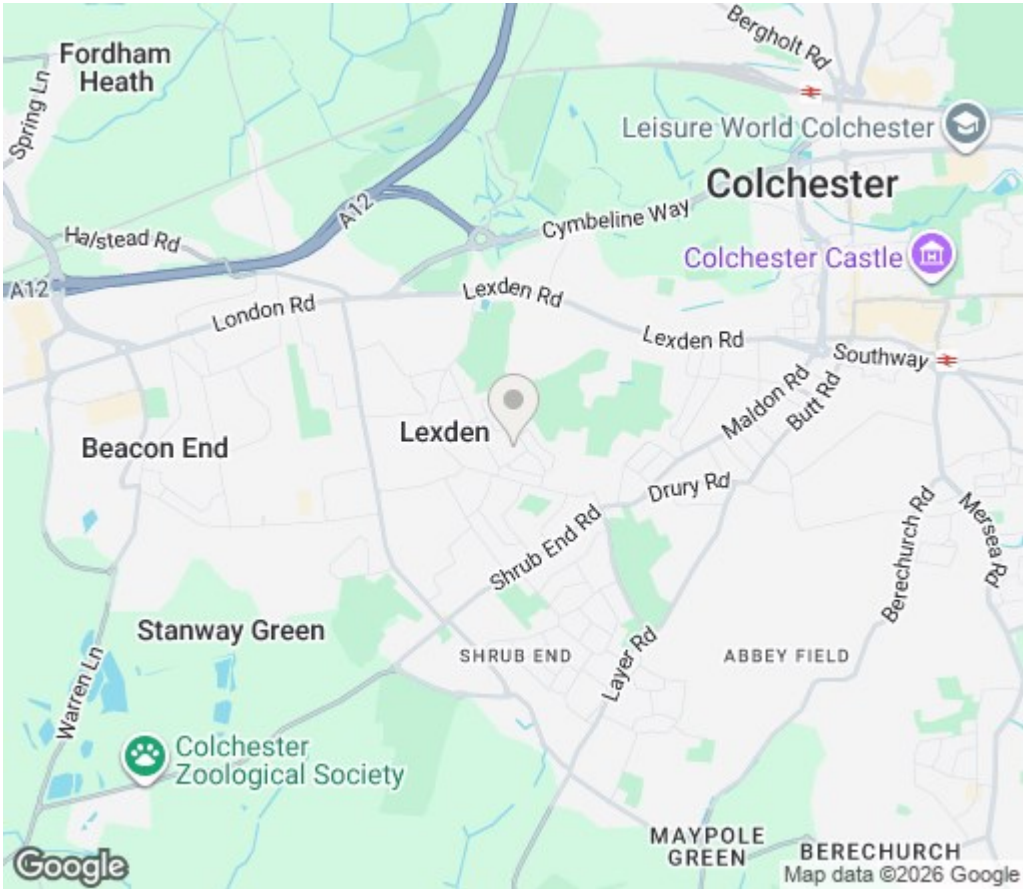 Fordham
Heath
Bergholt Rd
Spring Ln
Leisure World Colchester
Colchester
A12
Cymbeline Way
Halstead Rd
Colchester Castle
A12
London Rd
Lexden Rd
Lexden Rd
Southway
Maldon Rd
Butt Rd
Lexden
Beacon End
Drury Rd
Shrub End Rd
Berechurch Rd
Mersea Rd
Stanway Green
SHRUB END
Layer Rd
ABBEY FIELD
Warren Ln
Colchester
Zoological Society
MAYPOLE
GREEN
BERECHURCH
Google
Map data ©2026 Google